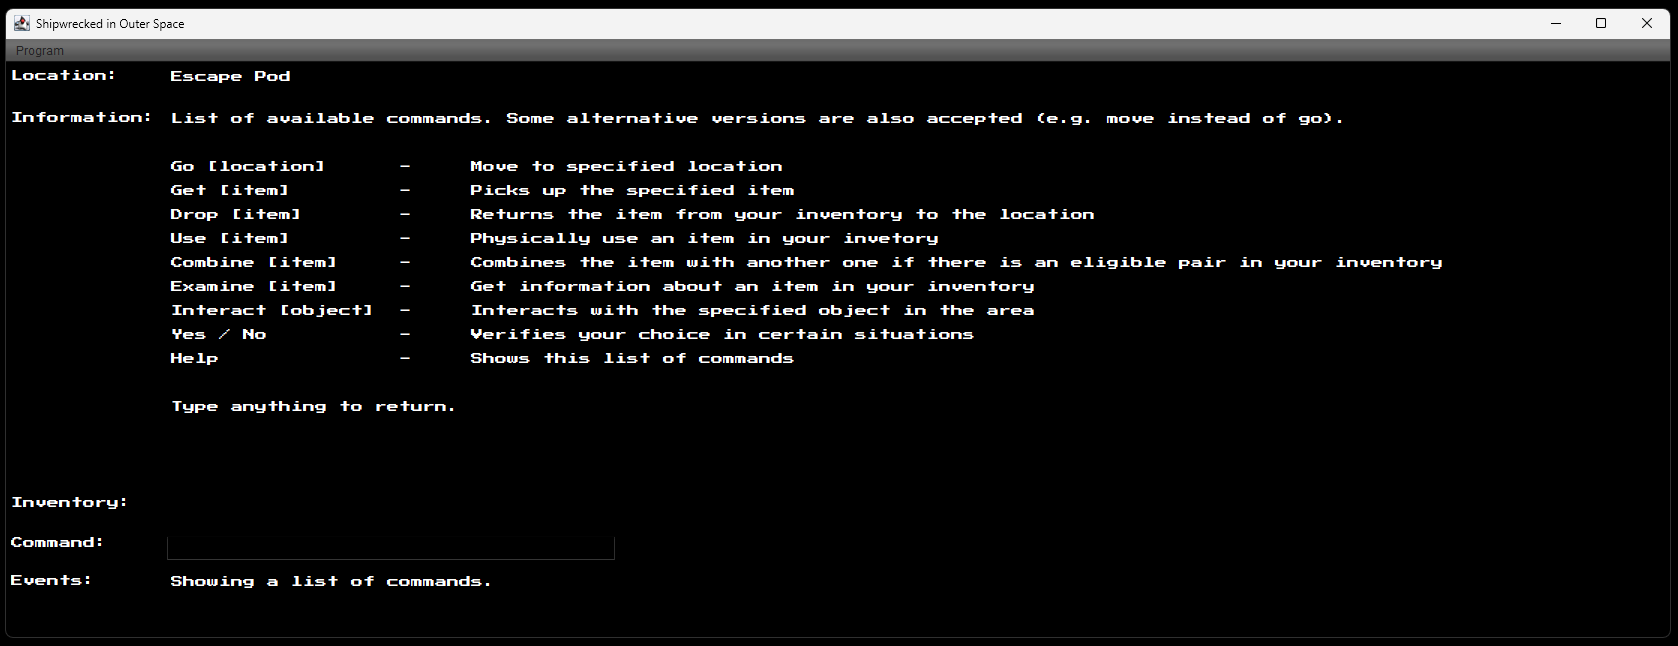 Shipwrecked in Outer Space
Program
Location: Escape Pod
Information: List of available commands. Some alternative versions are also accepted (e.g. move instead of go).
Go [location] - Move to specified location
Get [item] - Picks up the specified item
Drop [item] - Returns the item from your inventory to the location
Use [item] - Physically use an item in your invetory
Combine [item] - Combines the item with another one if there is an eligible pair in your inventory
Examine [item] - Get information about an item in your inventory
Interact [object] - Interacts with the specified object in the area
Yes / No - Verifies your choice in certain situations
Help - Shows this list of commands
Type anything to return.
Inventory:
Command:
Events: Showing a list of commands.